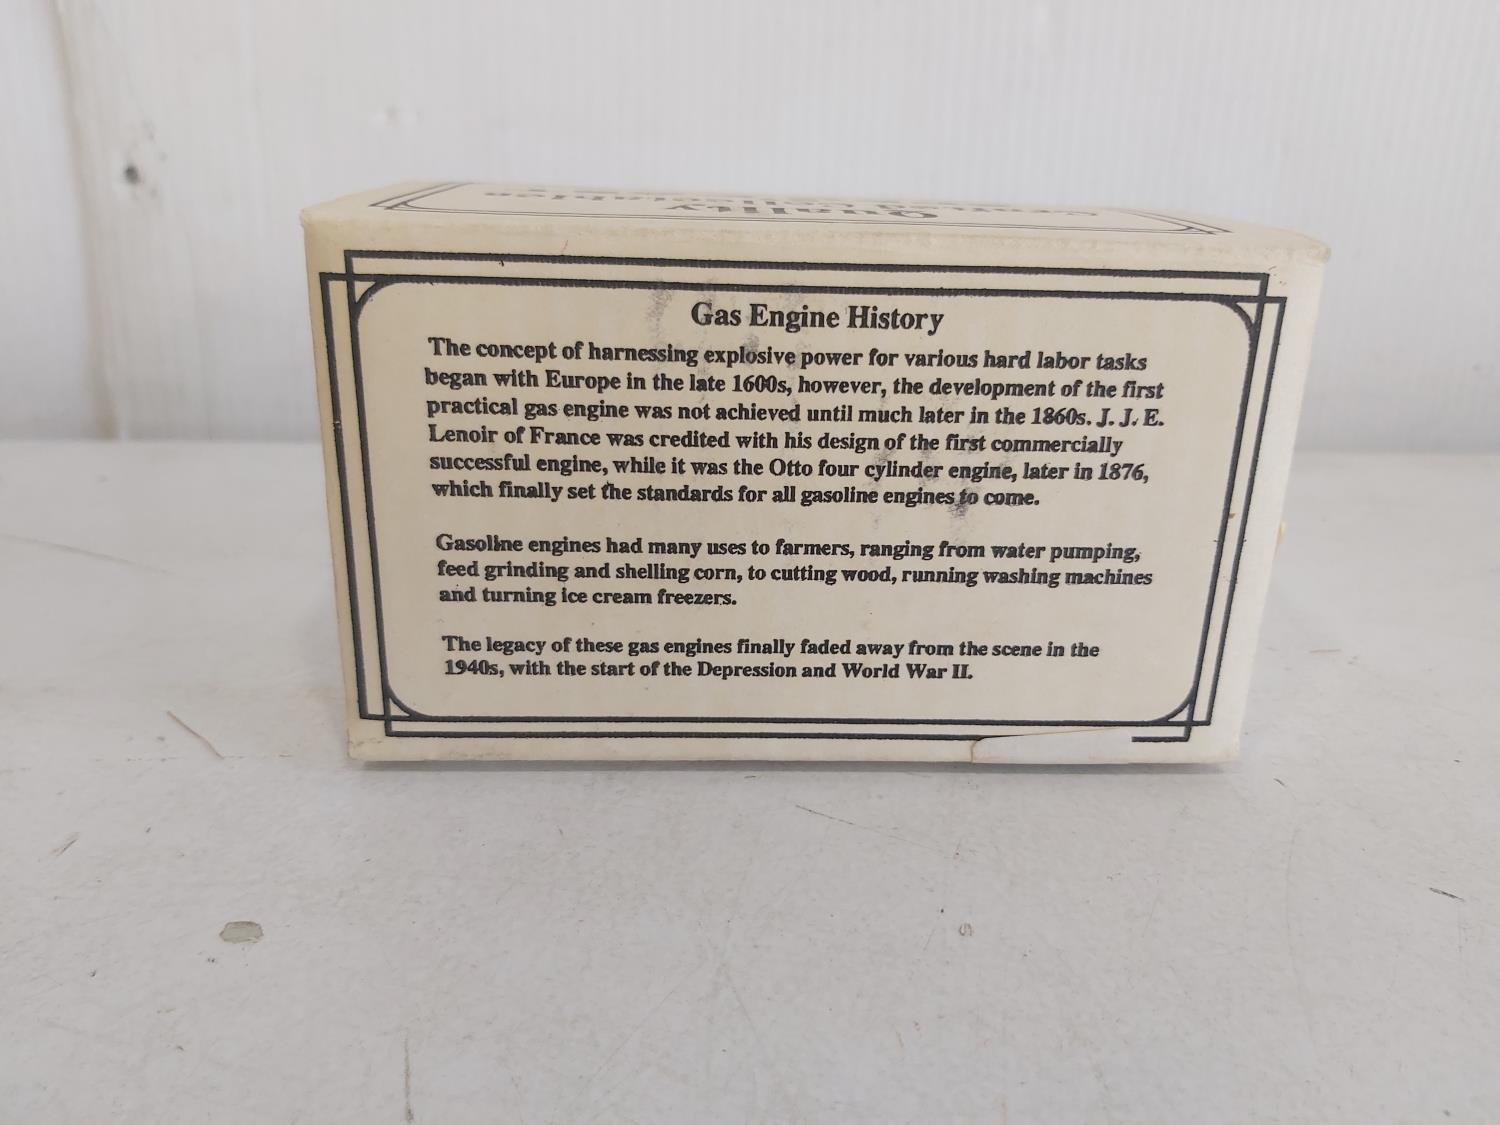 Quality
Crafted Collectables
Gas Engine History
The concept of harnessing explosive power for various hard labor tasks
began with Europe in the late 1600s, however, the development of the first
practical gas engine was not achieved until much later in the 1860s. J. J. E.
Lenoir of France was credited with his design of the first commercially
successful engine, while it was the Otto four cylinder engine, later in 1876,
which finally set the standards for all gasoline engines to come.
Gasoline engines had many uses to farmers, ranging from water pumping,
feed grinding and shelling corn, to cutting wood, running washing machines
and turning ice cream freezers.
The legacy of these gas engines finally faded away from the scene in the
1940s, with the start of the Depression and World War II.